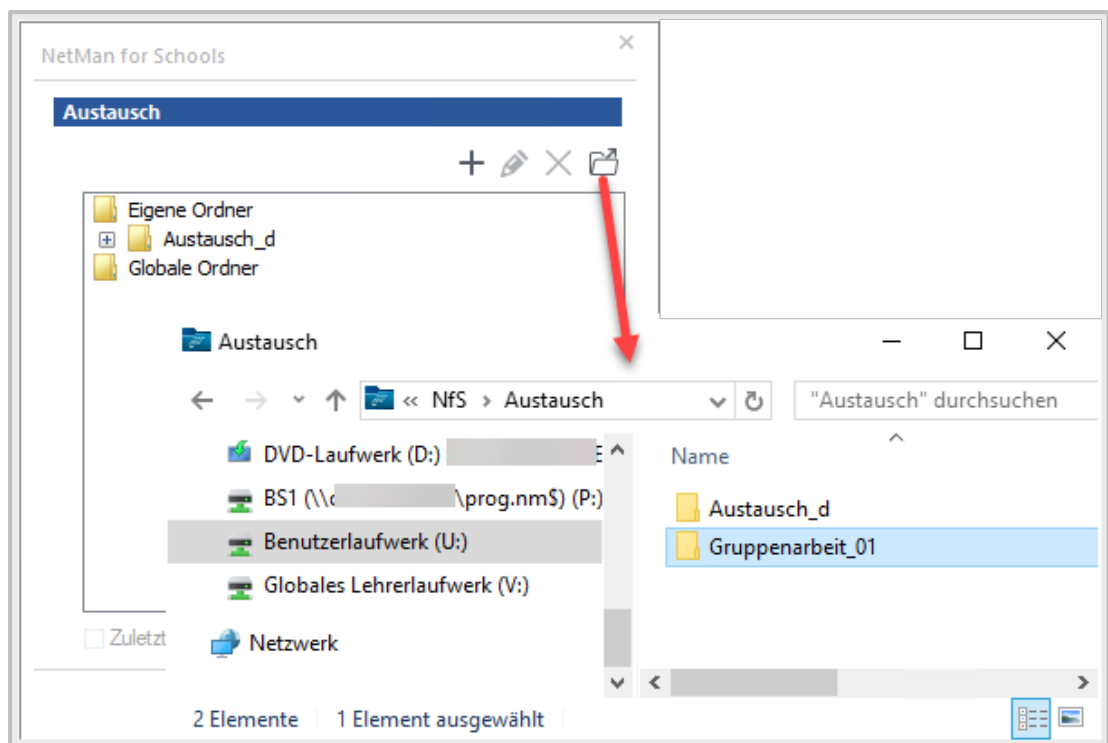 NetMan for Schools
Austausch
Eigene Ordner
Austausch_d
Globale Ordner
Austausch
« NfS > Austausch
"Austausch" durchsuchen
DVD-Laufwerk (D:)
BS1 (\\ \prog.nm$) (P:)
Benutzerlaufwerk (U:)
Globales Lehrerlaufwerk (V:)
Netzwerk
Name
Austausch_d
Gruppenarbeit_01
Zuletzt
2 Elemente 1 Element ausgewählt